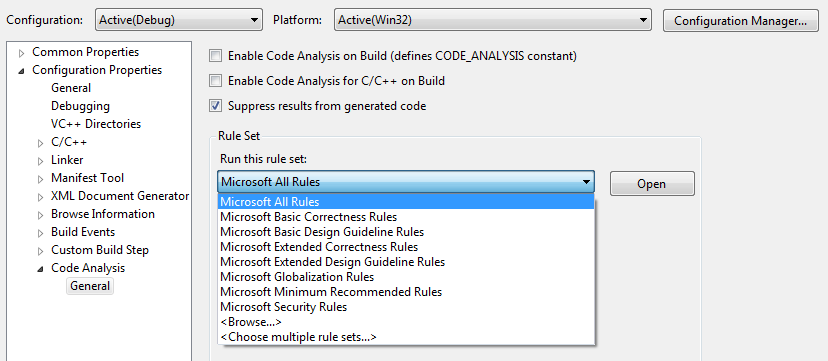 Configuration: Active(Debug) Platform: Active(Win32) Configuration Manager...
Common Properties
Configuration Properties
General
Debugging
VC++ Directories
C/C++
Linker
Manifest Tool
XML Document Generator
Browse Information
Build Events
Custom Build Step
Code Analysis
General
Enable Code Analysis on Build (defines CODE_ANALYSIS constant)
Enable Code Analysis for C/C++ on Build
Suppress results from generated code
Rule Set
Run this rule set:
Microsoft All Rules Open
Microsoft All Rules
Microsoft Basic Correctness Rules
Microsoft Basic Design Guideline Rules
Microsoft Extended Correctness Rules
Microsoft Extended Design Guideline Rules
Microsoft Globalization Rules
Microsoft Minimum Recommended Rules
Microsoft Security Rules
<Browse...>
<Choose multiple rule sets...>